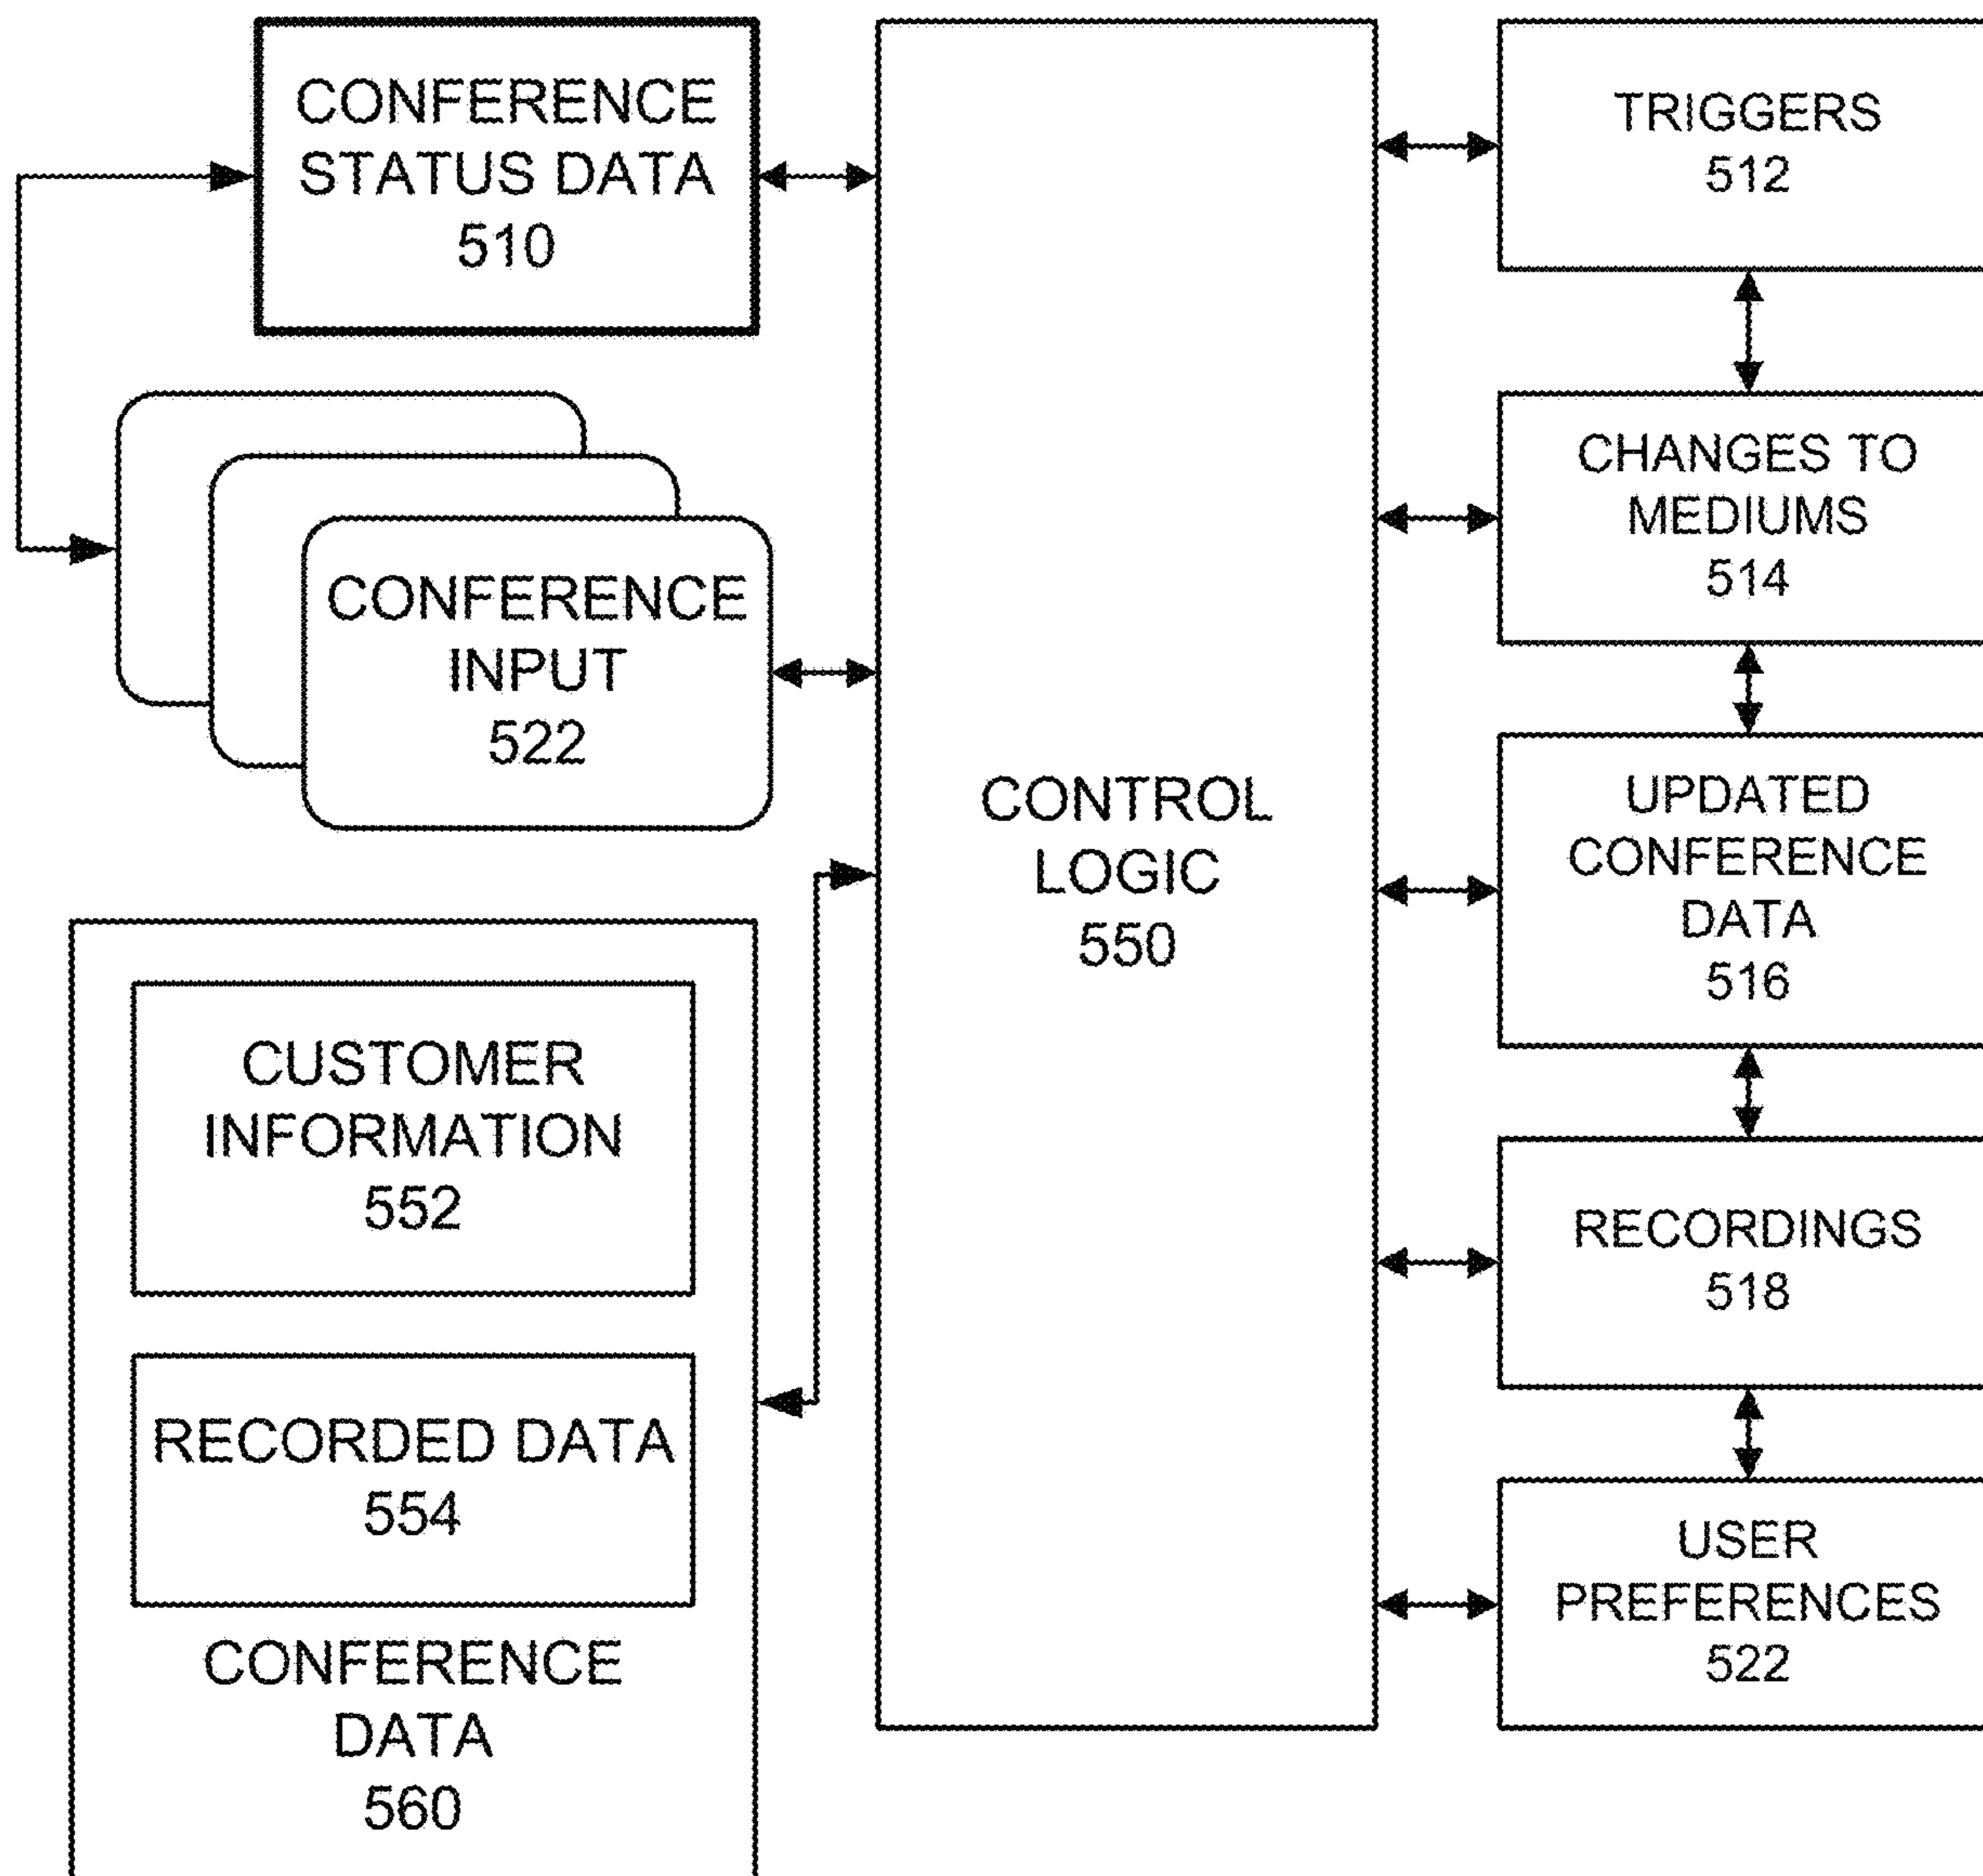 CONFERENCE
STATUS DATA
510
CONFERENCE
INPUT
522
CUSTOMER
INFORMATION
552
RECORDED DATA
554
CONFERENCE
DATA
560
CONTROL
LOGIC
550
TRIGGERS
512
CHANGES TO
MEDIUMS
514
UPDATED
CONFERENCE
DATA
516
RECORDINGS
518
USER
PREFERENCES
522